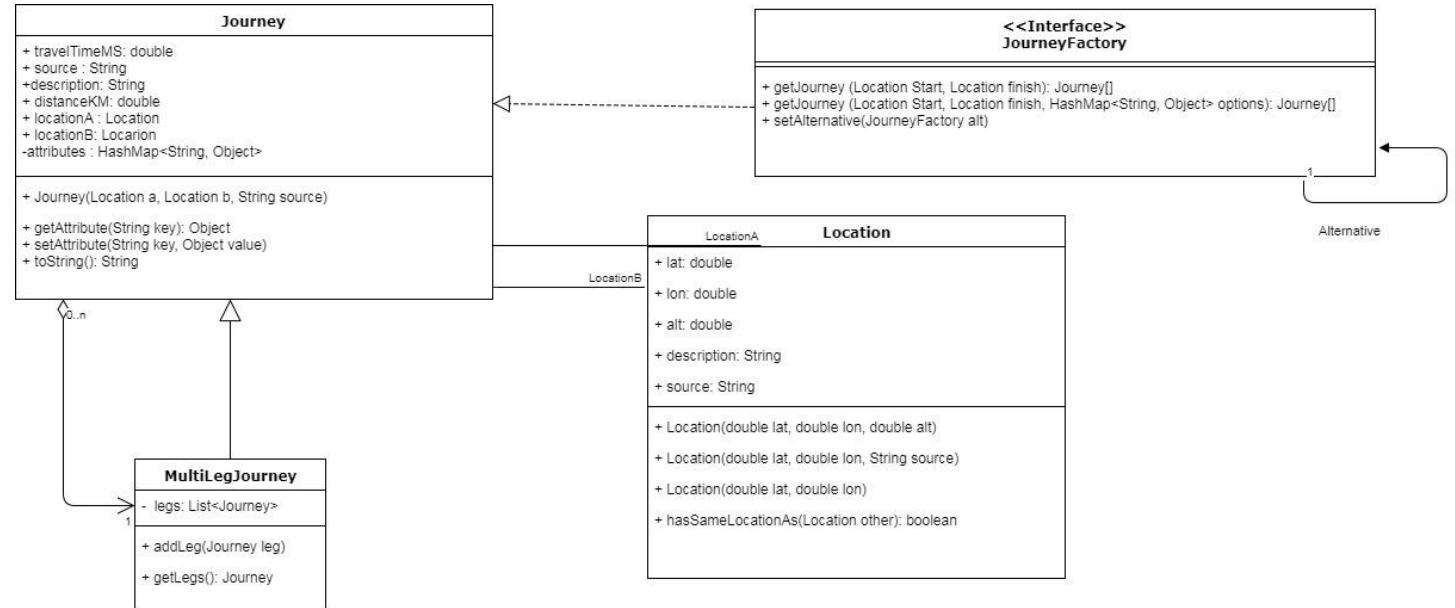 Journey
+ travelTimeMS: double
+ source : String
+description: String
+ distanceKM: double
+ locationA : Location
+ locationB: Locarion
-attributes : HashMap<String, Object>
+ Journey(Location a, Location b, String source)
+ getAttribute(String key): Object
+ setAttribute(String key, Object value)
+ toString(): String
<<Interface>>
JourneyFactory
+ getJourney (Location Start, Location finish): Journey[]
+ getJourney (Location Start, Location finish, HashMap<String, Object> options): Journey[]
+ setAlternative(JourneyFactory alt)
1
Alternative
LocationA
LocationB
Location
+ lat: double
+ lon: double
+ alt: double
+ description: String
+ source: String
+ Location(double lat, double lon, double alt)
+ Location(double lat, double lon, String source)
+ Location(double lat, double lon)
+ hasSameLocationAs(Location other): boolean
0..n
1
MultiLegJourney
- legs: List<Journey>
+ addLeg(Journey leg)
+ getLegs(): Journey